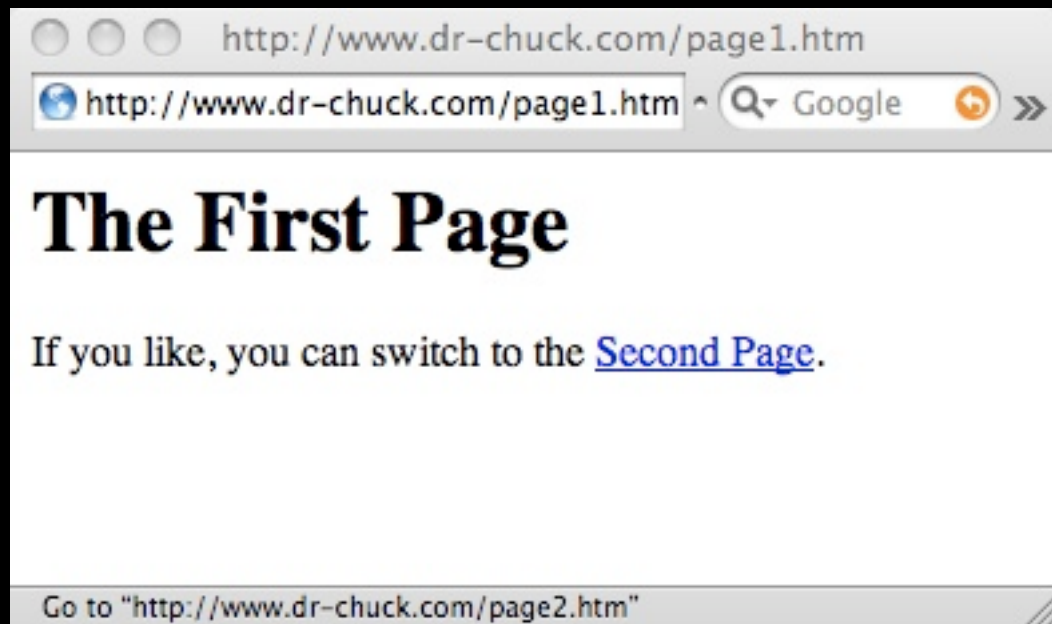 http://www.dr-chuck.com/page1.htm
http://www.dr-chuck.com/page1.htm Google
The First Page
If you like, you can switch to the Second Page.
Go to "http://www.dr-chuck.com/page2.htm"